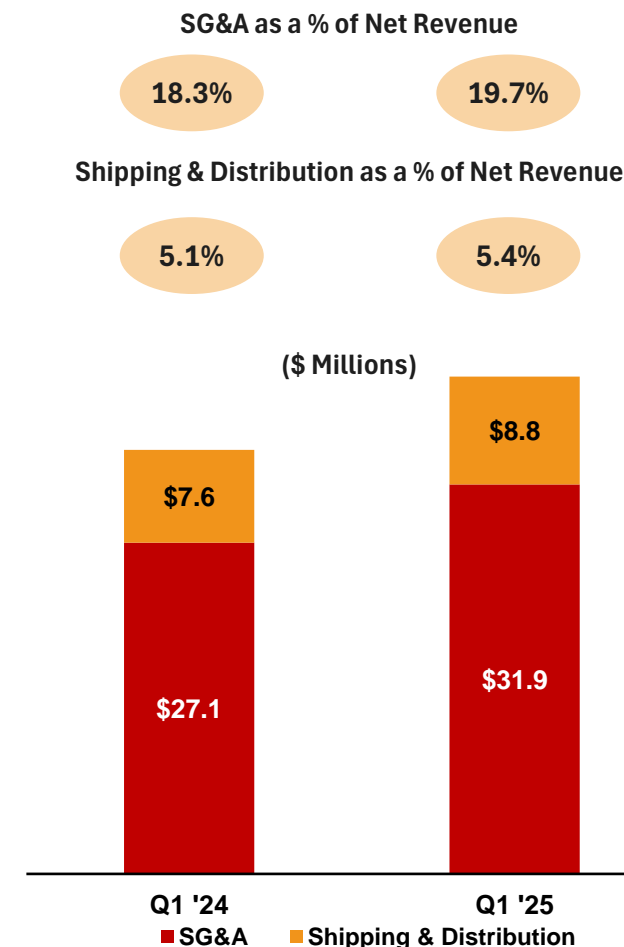 SG&A as a % of Net Revenue
18.3% 19.7%
Shipping & Distribution as a % of Net Revenue
5.1% 5.4%
($ Millions)
$8.8
$7.6
$31.9
$27.1
Q1 '24 Q1 '25
SG&A Shipping & Distribution